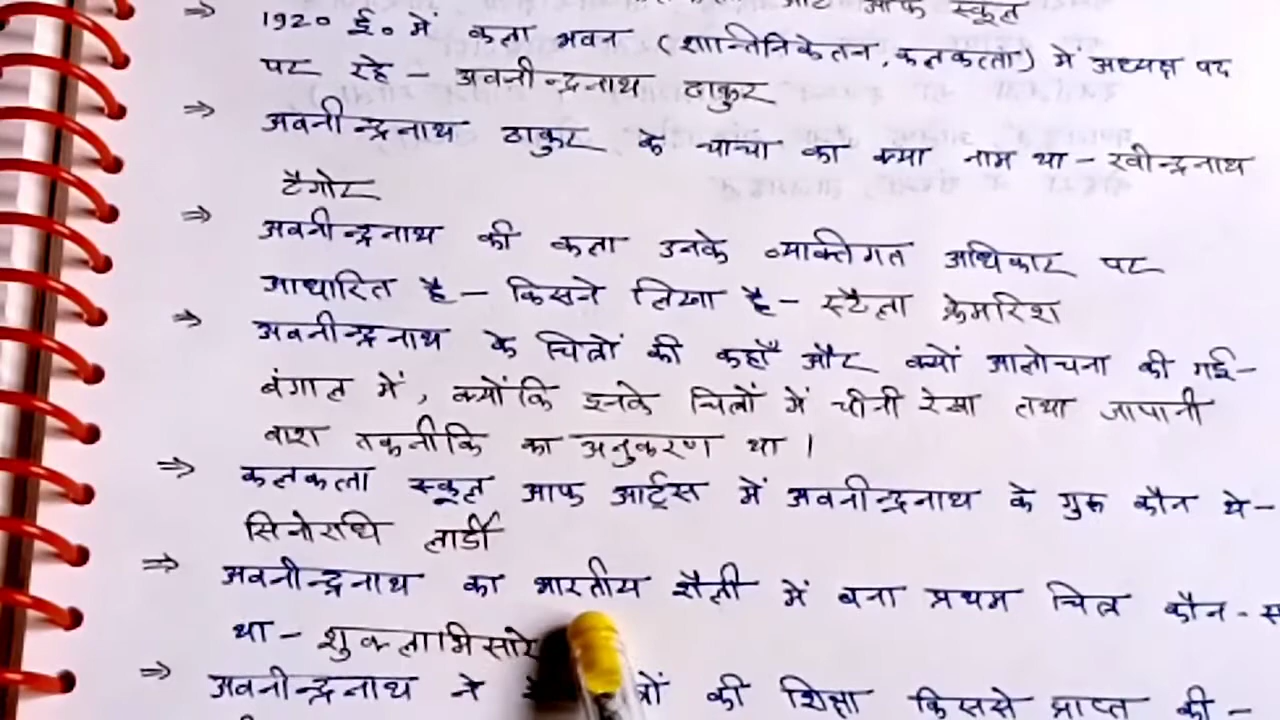 आफ स्कूल
⇒ 1920 ई० में कला भवन (शान्तिनिकेतन, कलकत्ता) में अध्यक्ष पद
पर रहे - अवनीन्द्रनाथ ठाकुर
⇒ अवनीन्द्रनाथ ठाकुर के चाचा का क्या नाम था - रवीन्द्रनाथ
टैगोर
⇒ अवनीन्द्रनाथ की कला उनके व्यक्तिगत अधिकार पर
आधारित है - किसने लिखा है - स्टैला क्रेमरिश
⇒ अवनीन्द्रनाथ के चित्रों की कहाँ और क्यों आलोचना की गई -
बंगाल में, क्योंकि इनके चित्रों में चीनी रेखा तथा जापानी
वाश तकनीकि का अनुकरण था।
⇒ कलकत्ता स्कूल आफ आर्ट्स में अवनीन्द्रनाथ के गुरु कौन थे -
सिनोरधि लार्डी
⇒ अवनीन्द्रनाथ का भारतीय शैली में बना प्रथम चित्र कौन-स
था - शुक्लाभिसारे
⇒ अवनीन्द्रनाथ ने की शिक्षा किससे प्राप्त की -